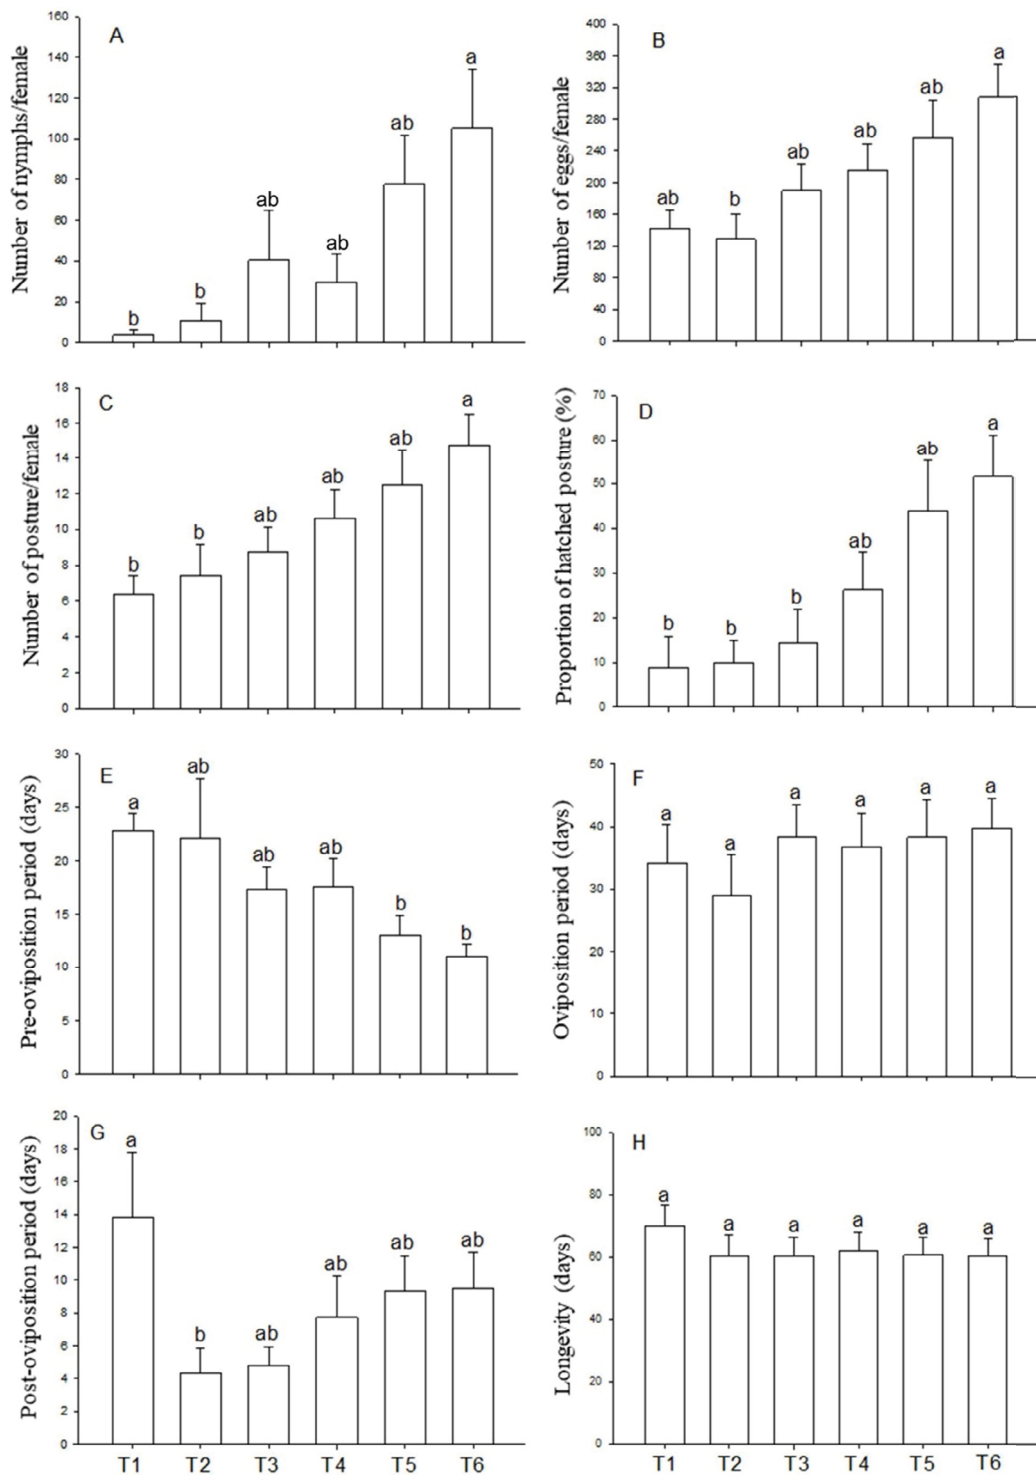 A
Number of nymphs/female
160
140
120
100
80
60
40
20
0
b
b
ab
ab
ab
a
B
Number of eggs/female
400
360
320
280
240
200
160
120
80
40
0
ab
b
ab
ab
ab
a
C
Number of posture/female
18
16
14
12
10
8
6
4
2
0
b
b
ab
ab
ab
a
D
Proportion of hatched posture (%)
70
60
50
40
30
20
10
0
b
b
b
ab
ab
a
E
Pre-oviposition period (days)
30
25
20
15
10
5
0
a
ab
ab
ab
b
b
F
Oviposition period (days)
50
40
30
20
10
0
a
a
a
a
a
a
G
Post-oviposition period (days)
20
18
16
14
12
10
8
6
4
2
0
a
b
ab
ab
ab
ab
T1 T2 T3 T4 T5 T6
H
Longevity (days)
100
80
60
40
20
0
a
a
a
a
a
a
T1 T2 T3 T4 T5 T6